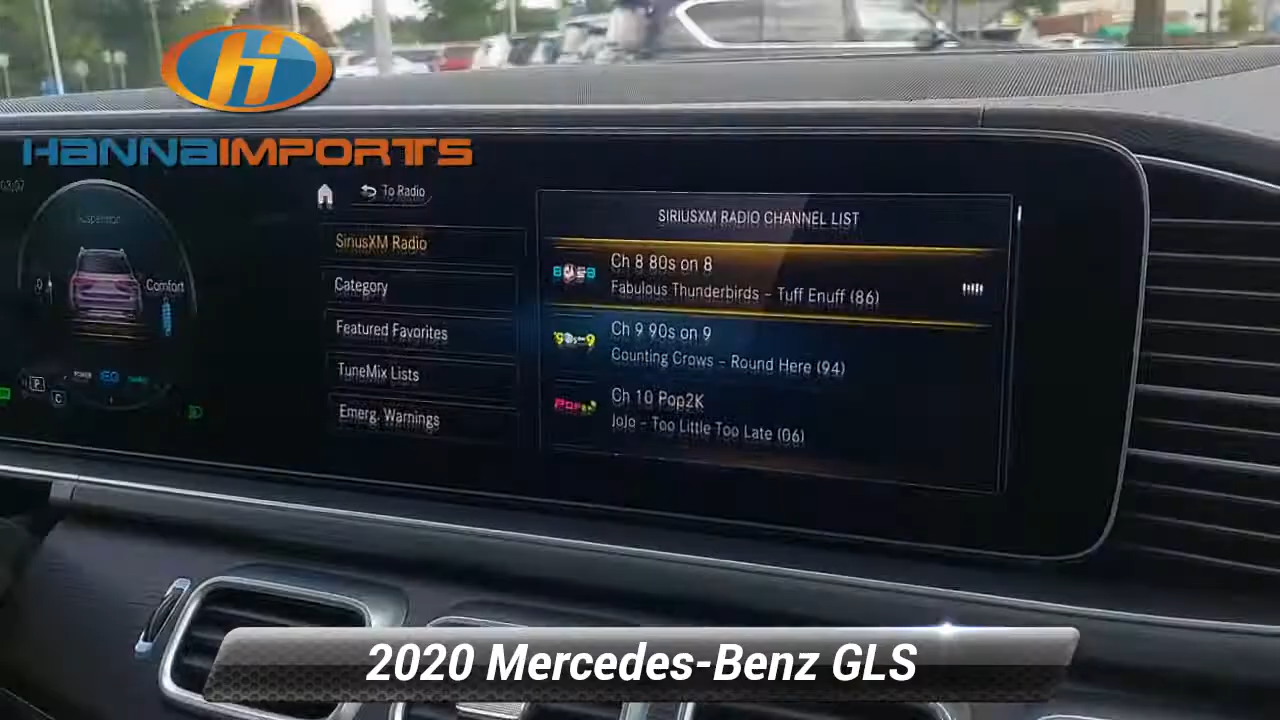 H
HANNAIMPORTS
To Radio
SiriusXM Radio
Category
Featured Favorites
TuneMix Lists
Emerg. Warnings
SIRIUSXM RADIO CHANNEL LIST
Ch 8 80s on 8
Fabulous Thunderbirds - Tuff Enuff (86)
Ch 9 90s on 9
Counting Crows - Round Here (94)
Ch 10 Pop2K
JoJo - Too Little Too Late (06)
Suspension
Comfort
P
C
2020 Mercedes-Benz GLS